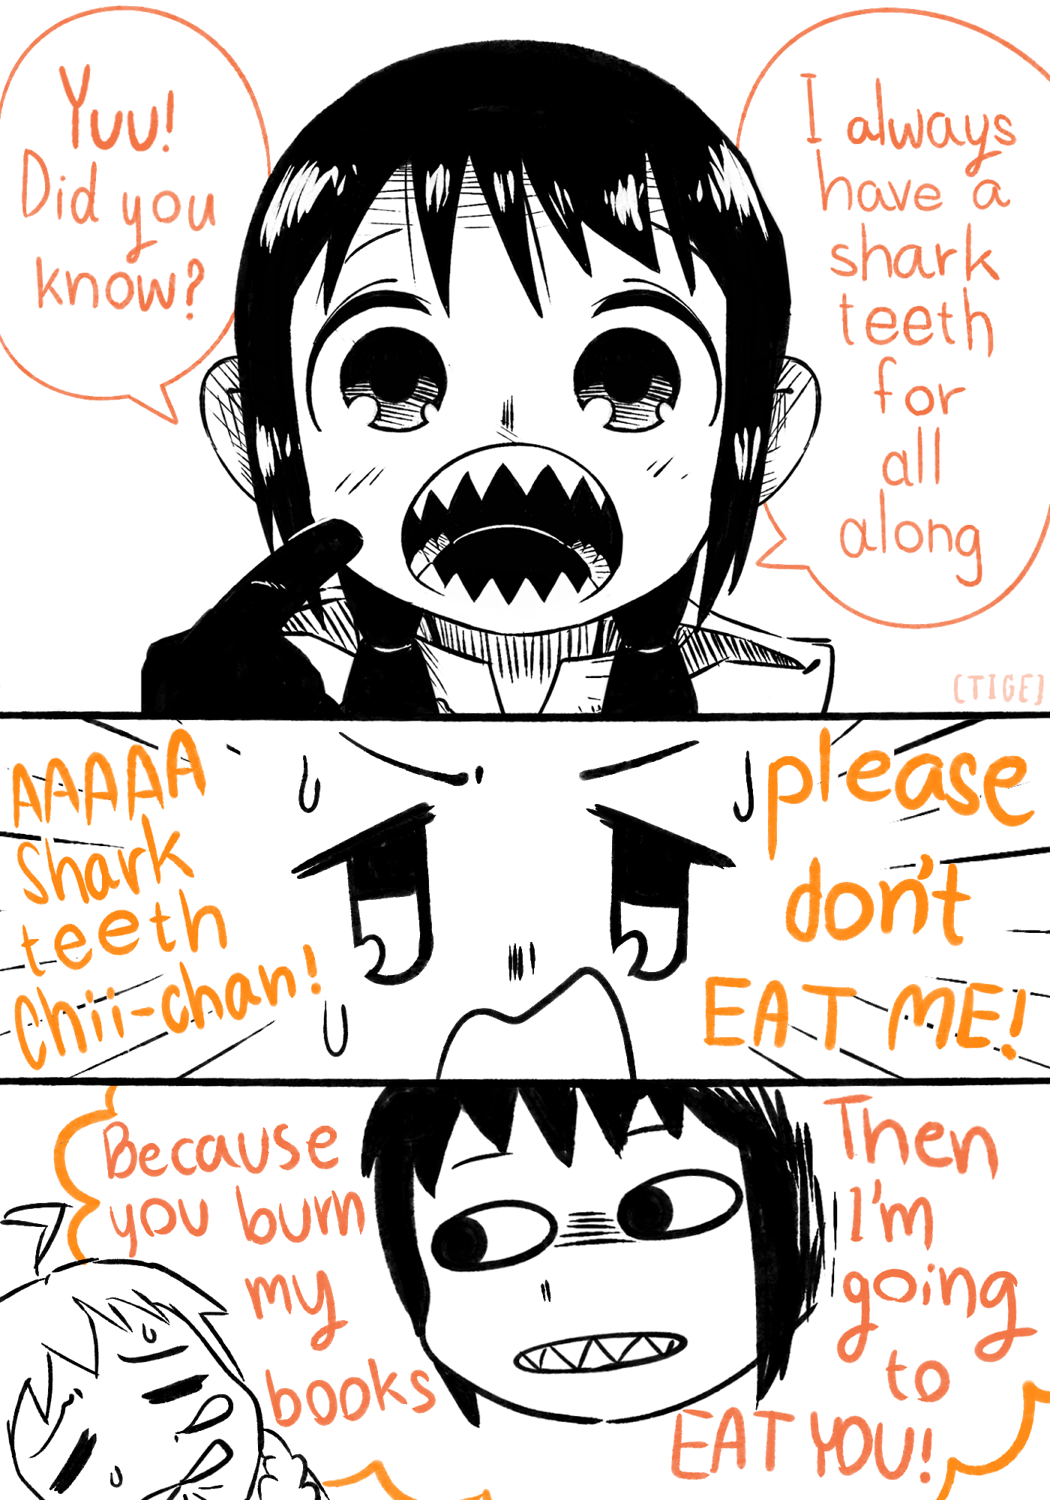 Yuu!
Did you
know?
I always
have a
shark
teeth
for
all
along
[TIGE]
AAAAA
Shark
teeth
Chii-chan!
please
don't
EAT ME!
Because
you burn
my
books
Then
I'm
going
to
EAT YOU!